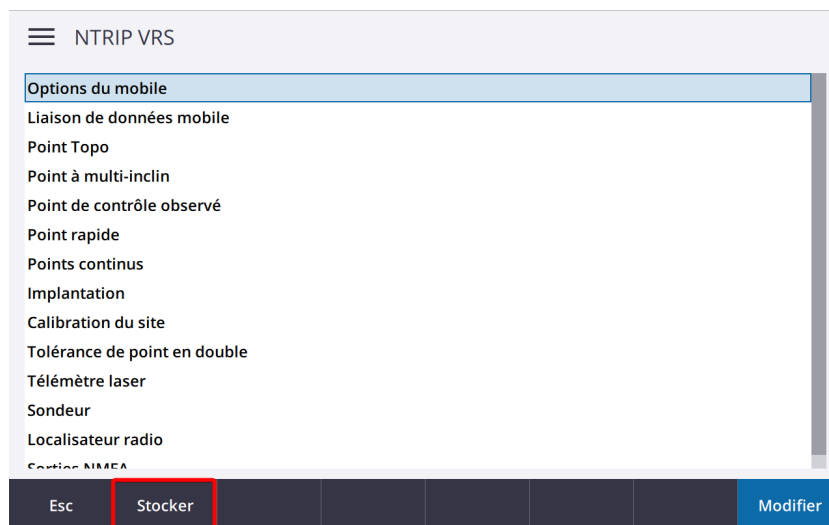 NTRIP VRS
Options du mobile
Liaison de données mobile
Point Topo
Point à multi-inclin
Point de contrôle observé
Point rapide
Points continus
Implantation
Calibration du site
Tolérance de point en double
Télémètre laser
Sondeur
Localisateur radio
Sorties NMEA
Esc Stocker Modifier